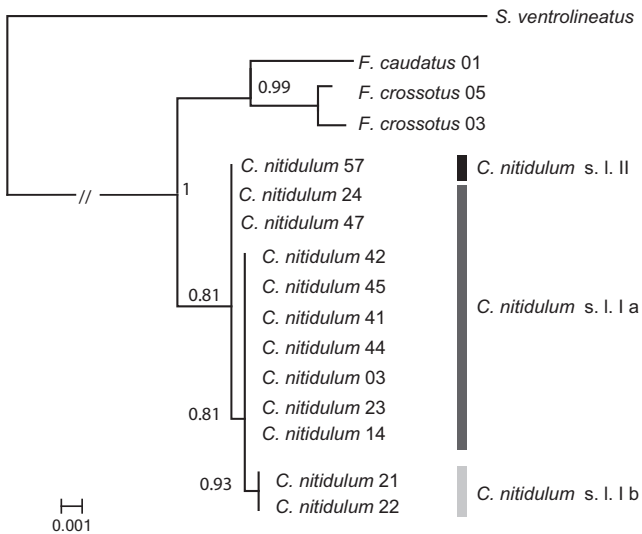 S. ventrolineatus
F. caudatus 01
0.99
F. crossotus 05
F. crossotus 03
C. nitidulum 57
C. nitidulum s. l. II
1
//
C. nitidulum 24
C. nitidulum 47
C. nitidulum 42
C. nitidulum 45
0.81
C. nitidulum s. l. I a
C. nitidulum 41
C. nitidulum 44
C. nitidulum 03
C. nitidulum 23
0.81
C. nitidulum 14
C. nitidulum 21
0.93
C. nitidulum s. l. I b
C. nitidulum 22
0.001